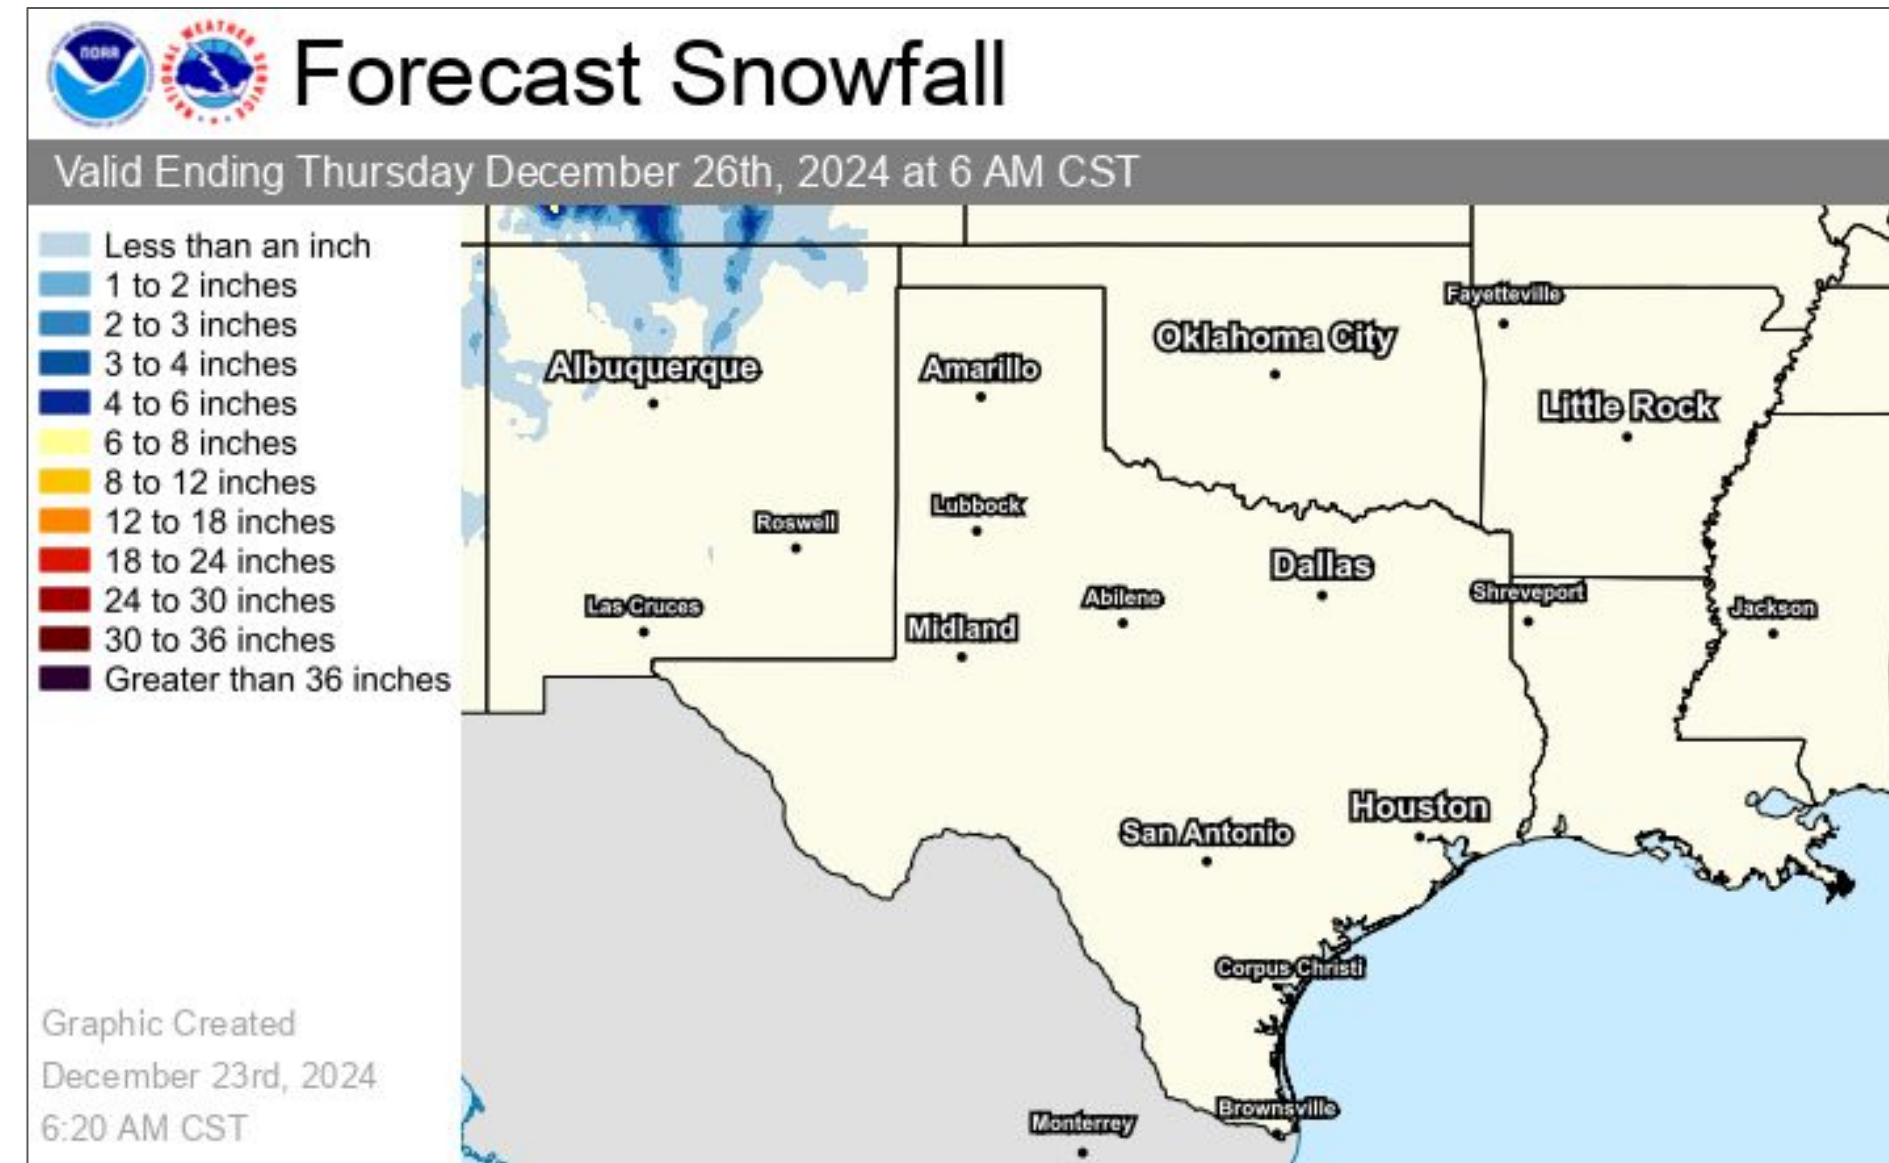 NOAA
NATIONAL WEATHER SERVICE
Forecast Snowfall
Valid Ending Thursday December 26th, 2024 at 6 AM CST
Less than an inch
1 to 2 inches
2 to 3 inches
3 to 4 inches
4 to 6 inches
6 to 8 inches
8 to 12 inches
12 to 18 inches
18 to 24 inches
24 to 30 inches
30 to 36 inches
Greater than 36 inches
Fayetteville
Oklahoma City
Albuquerque
Amarillo
Little Rock
Lubbock
Roswell
Dallas
Shreveport
Abilene
Las Cruces
Jackson
Midland
Houston
San Antonio
Corpus Christi
Brownsville
Monterrey
Graphic Created
December 23rd, 2024
6:20 AM CST